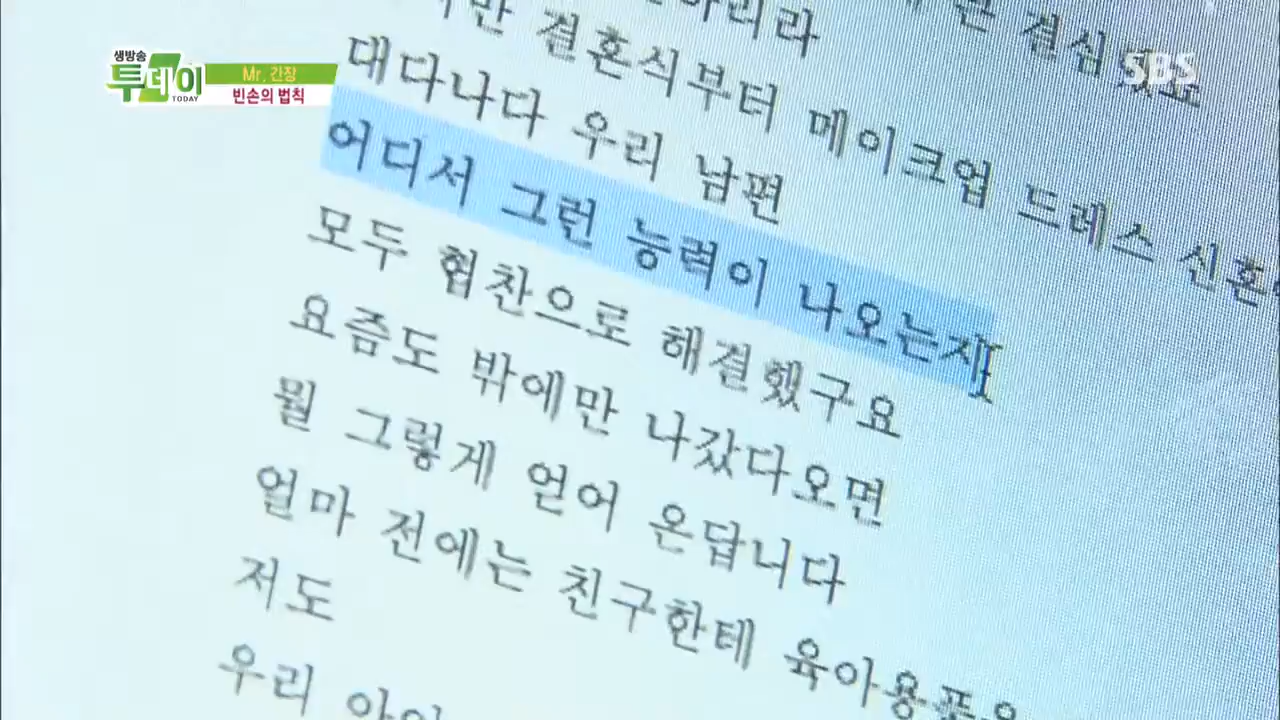 생방송
투데이
TODAY
Mr. 간장
빈손의 법칙
SBS
결심
결혼식부터 메이크업 드레스
대다나다 우리 남편
어디서 그런 능력이 나오는지
모두 협찬으로 해결했구요
요즘도 밖에만 나갔다오면
뭘 그렇게 얻어 온답니다
얼마 전에는 친구한테
저도
우리